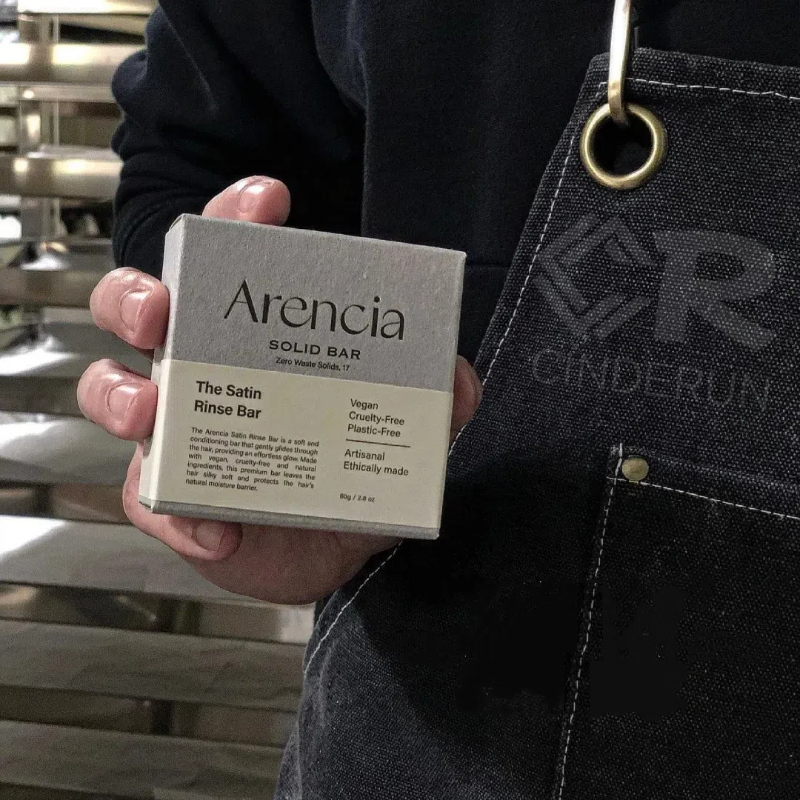 Arencia
SOLID BAR
Zero Waste Solids, 17
The Satin
Rinse Bar
The Arencia Satin Rinse Bar is a soft and
conditioning bar that gently glides through
the hair, providing an effortless glow. Made
with vegan, cruelty-free and natural
ingredients, this premium bar leaves the
hair silky soft and protects the hair's
natural moisture barrier.
Vegan
Cruelty-Free
Plastic-Free
Artisanal
Ethically made
80g / 2.8 oz
R
CINDERUN